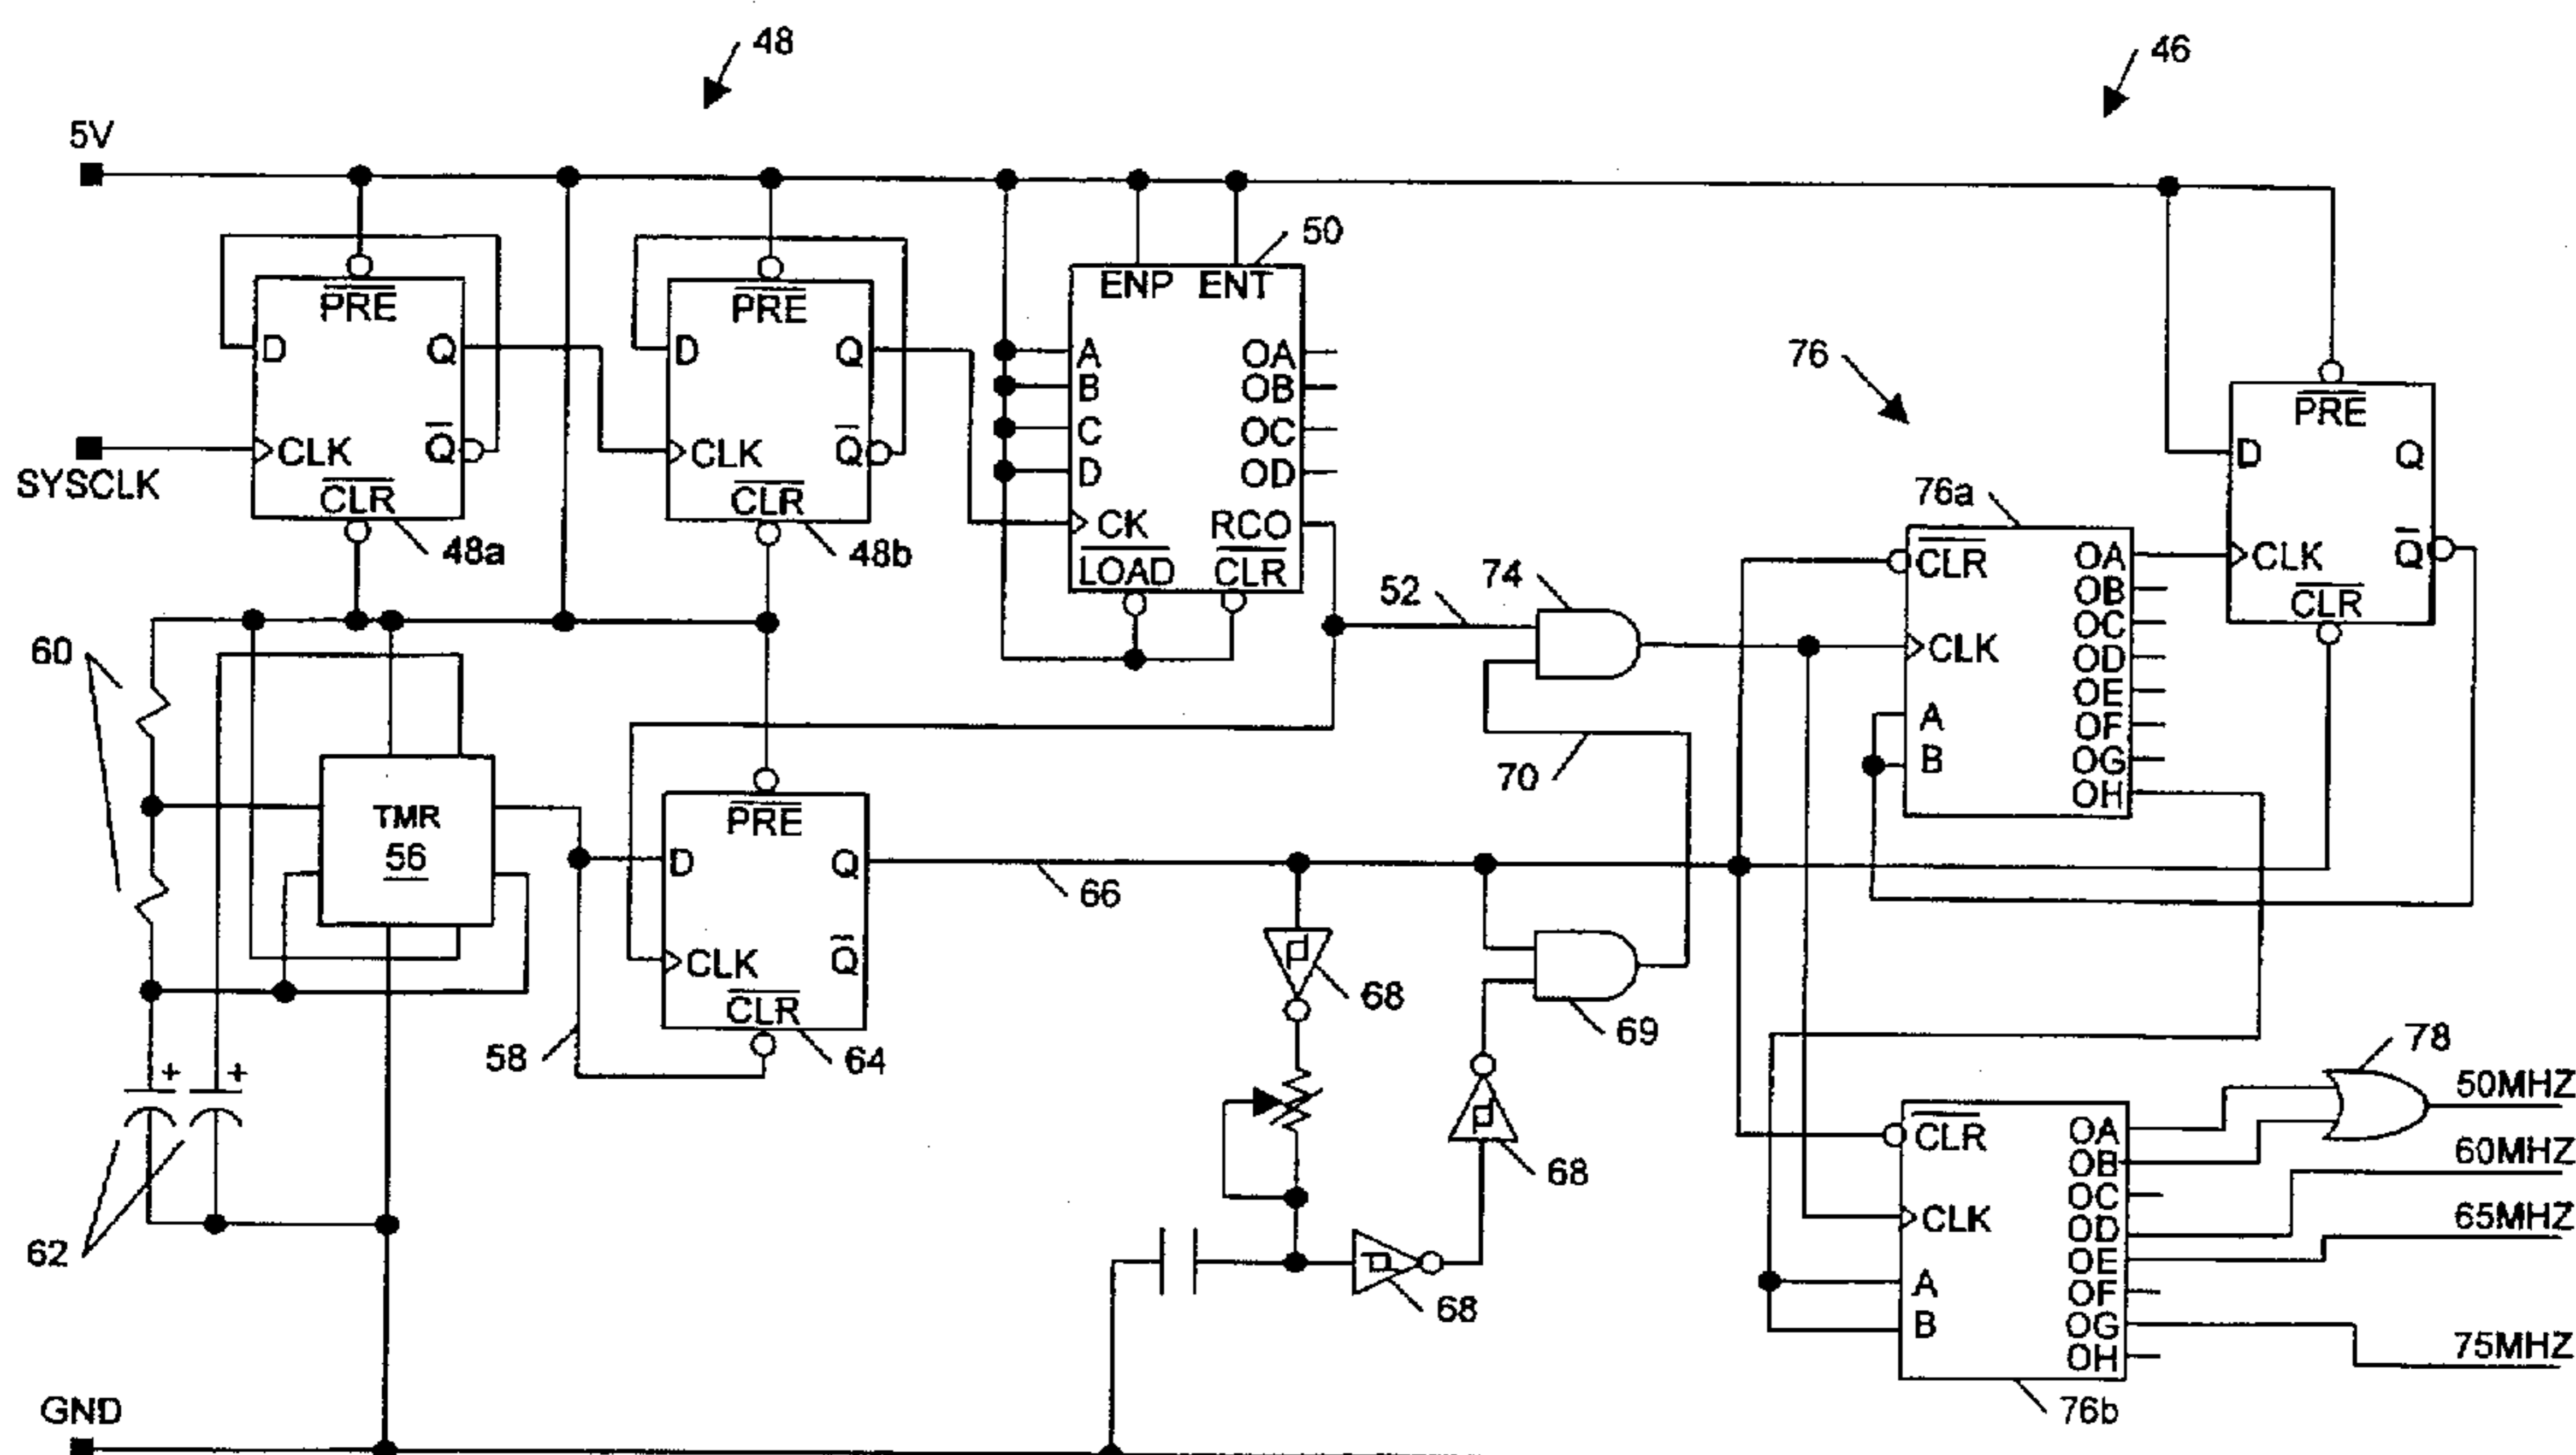 48
46
5V
50
PRE
PRE
ENP ENT
D Q
D Q
A OA
B OB
C OC
D OD
76
PRE
D Q
SYSCLK
CLK Q
CLK Q
CLR
CLR
48a
48b
CK RCO
LOAD CLR
52
74
76a
CLR OA
OB
OC
CLK OD
OE
A OF
B OG
OH
CLK Q
CLR
60
TMR
56
PRE
D Q
CLK Q
CLR
58
64
66
70
68
69
68
68
62
78
50MHZ
60MHZ
65MHZ
75MHZ
CLR OA
OB
OC
CLK OD
OE
A OF
B OG
OH
76b
GND